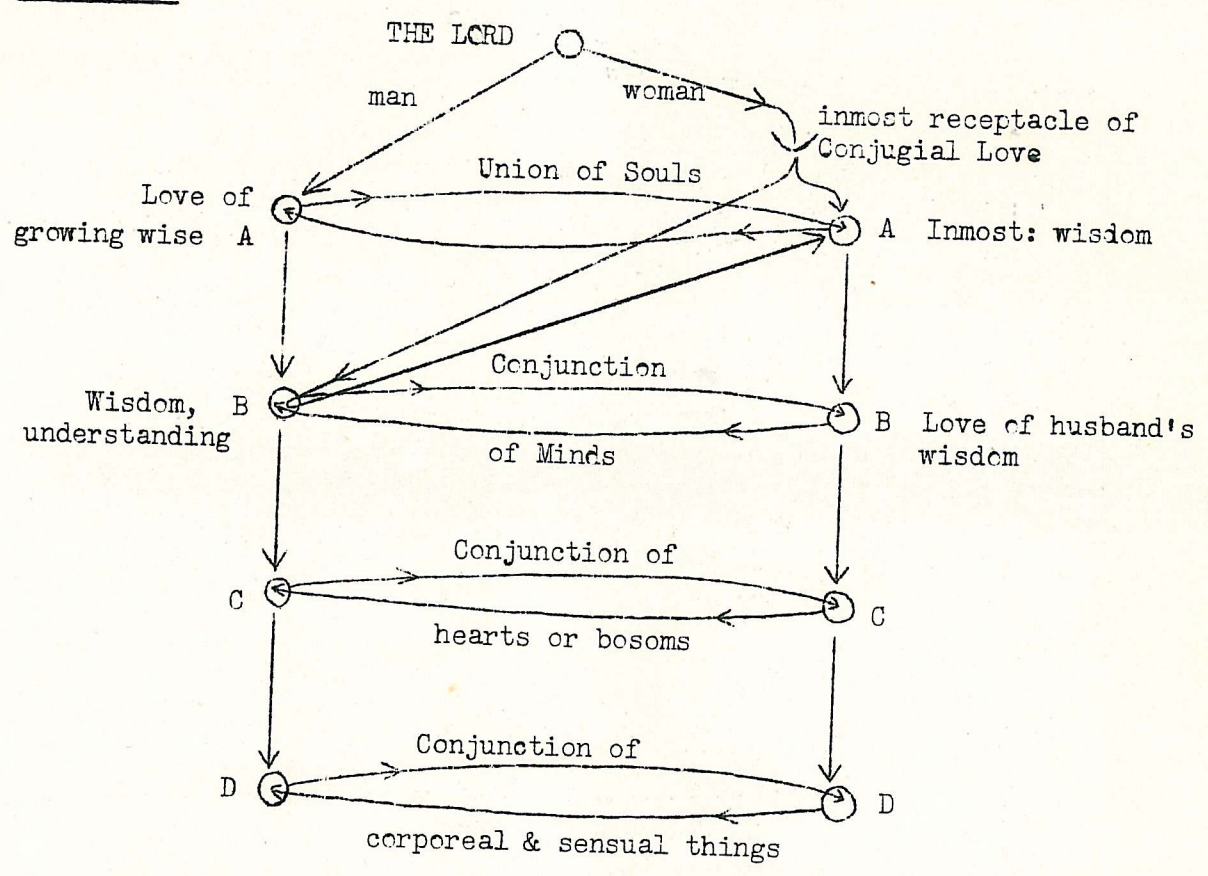 THE LORD
man
woman
inmost receptacle of
Conjugial Love
Union of Souls
Love of
growing wise A
A Inmost: wisdom
Conjunction
Wisdom, B
understanding
of Minds
B Love of husband's
wisdom
Conjunction of
C
C
hearts or bosoms
Conjunction of
D
D
corporeal & sensual things